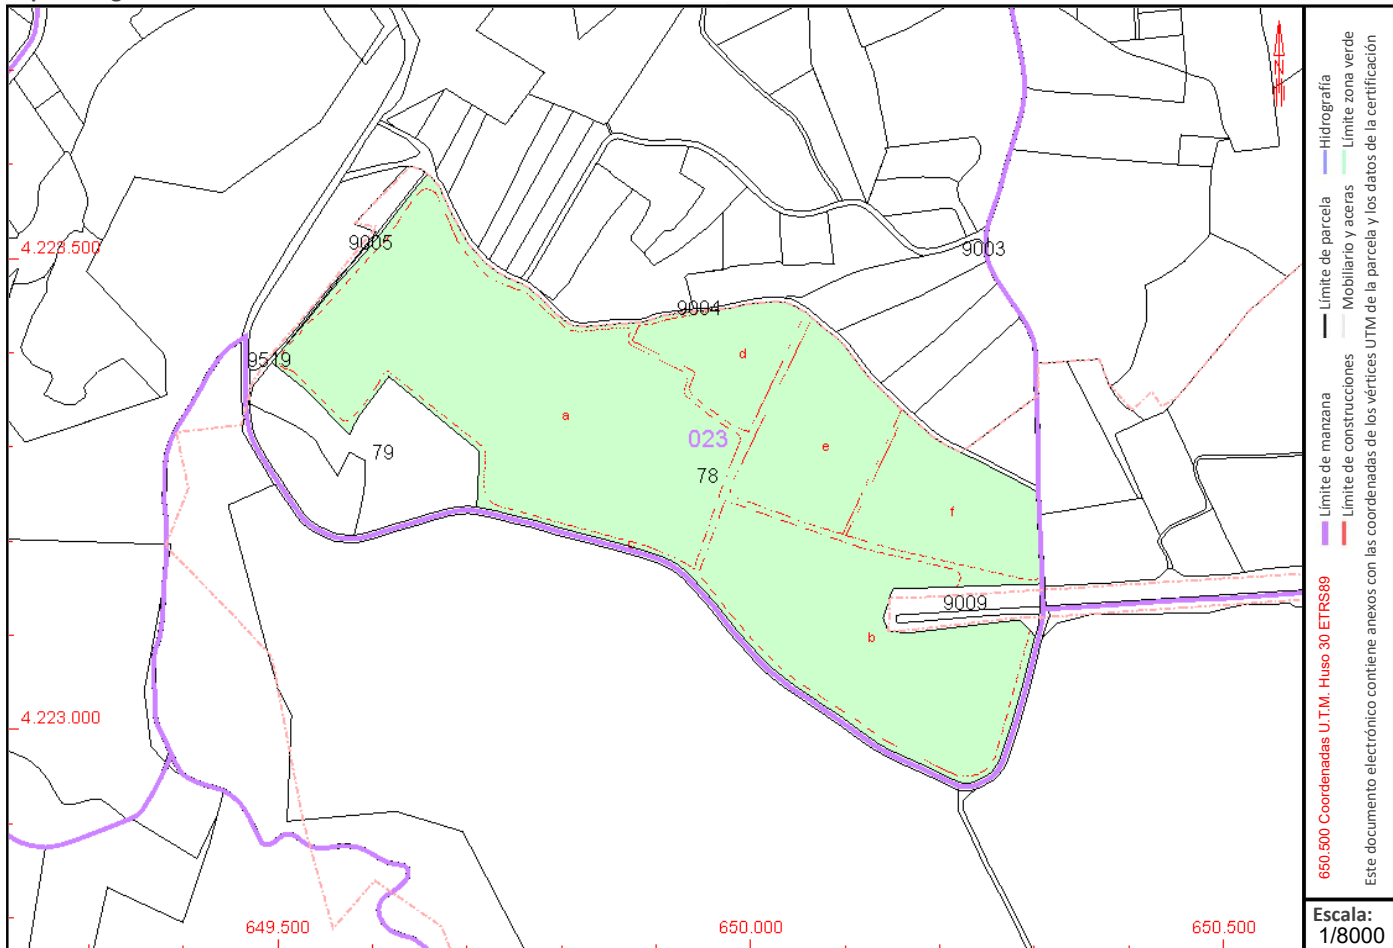 4.223.500
9005
9003
9004
9519
d
a
023
79
78
e
f
9009
b
4.223.000
649.500
650.000
650.500
N
Hidrografía
Límite zona verde
Límite de parcela
Mobiliario y aceras
Límite de manzana
Límite de construcciones
650.500 Coordenadas U.T.M. Huso 30 ETRS89
Este documento electrónico contiene anexos con las coordenadas de los vértices UTM de la parcela y los datos de la certificación
Escala:
1/8000